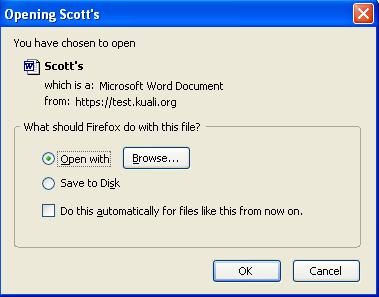 Opening Scott's
You have chosen to open
Scott's
which is a: Microsoft Word Document
from: https://test.kuali.org
What should Firefox do with this file?
Open with Browse...
Save to Disk
Do this automatically for files like this from now on.
OK Cancel